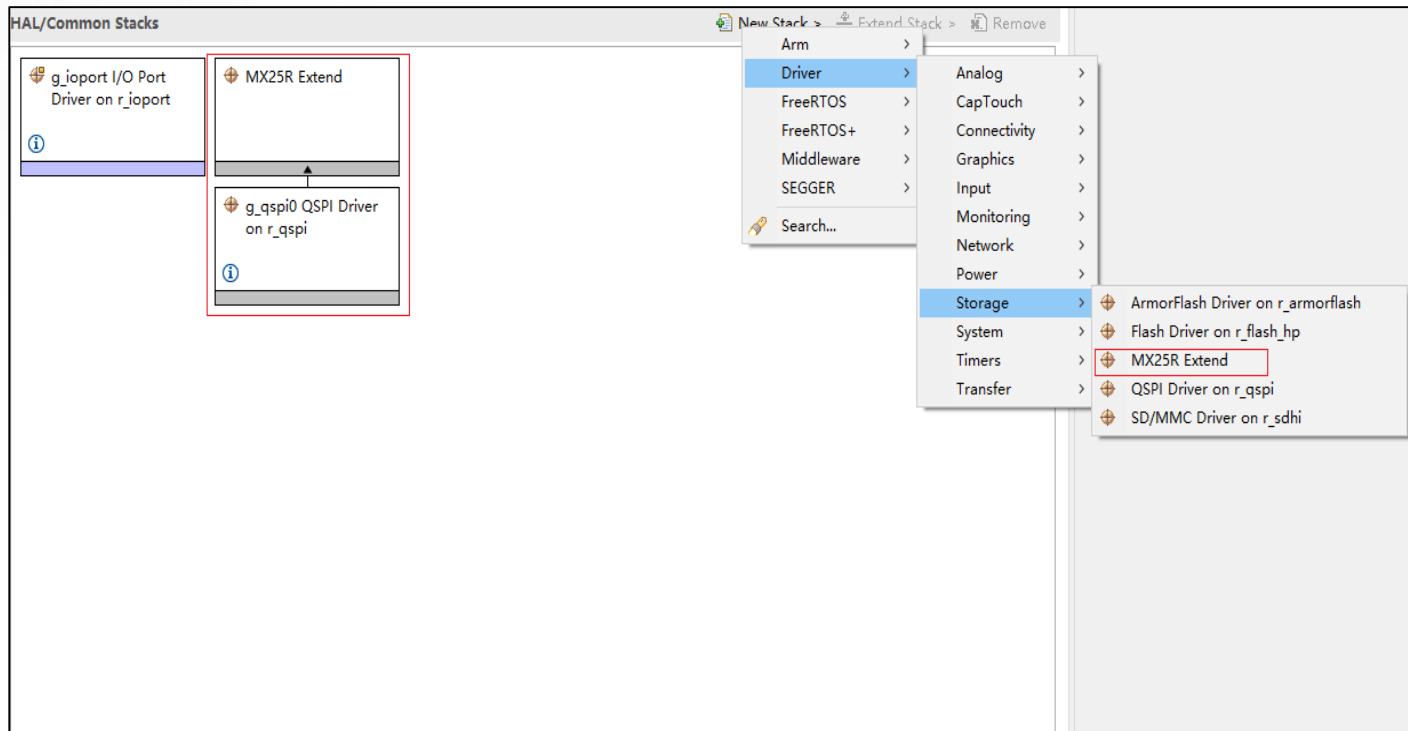 HAL/Common Stacks
New Stack > Extend Stack > Remove
g_ioport I/O Port
Driver on r_ioport
MX25R Extend
g_qspi0 QSPI Driver
on r_qspi
Arm >
Driver >
FreeRTOS >
FreeRTOS+ >
Middleware >
SEGGER >
Search...
Analog >
CapTouch >
Connectivity >
Graphics >
Input >
Monitoring >
Network >
Power >
Storage >
System >
Timers >
Transfer >
ArmorFlash Driver on r_armorflash
Flash Driver on r_flash_hp
MX25R Extend
QSPI Driver on r_qspi
SD/MMC Driver on r_sdhi